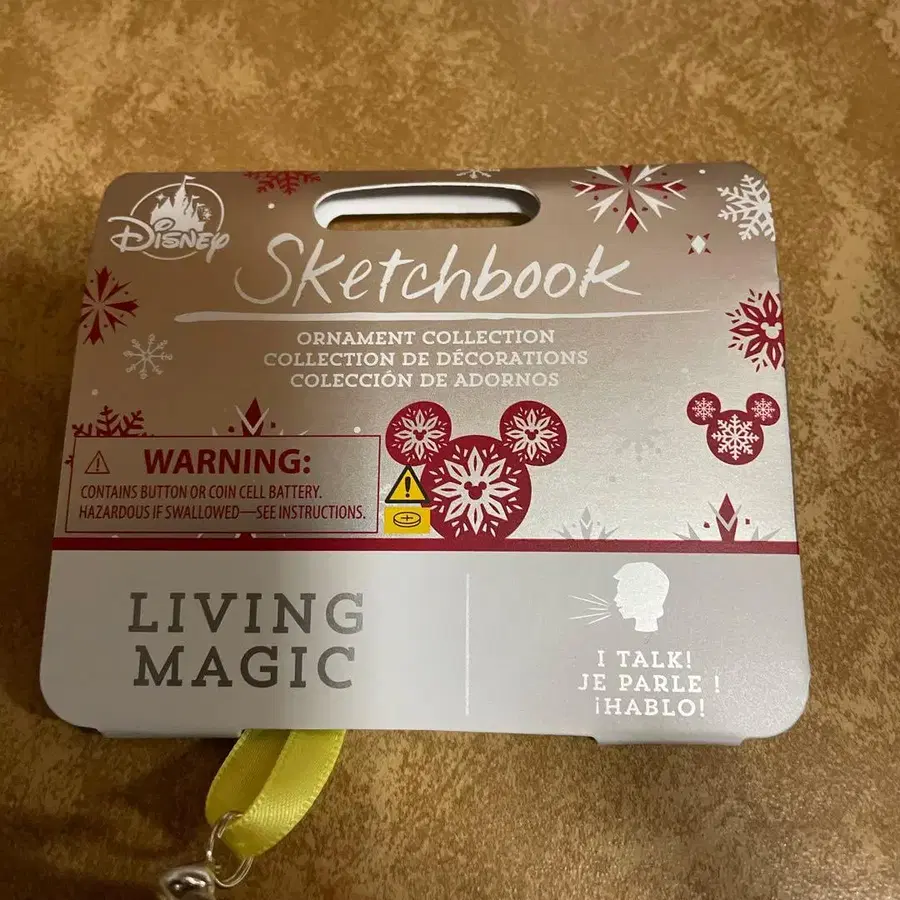 Disney
Sketchbook
ORNAMENT COLLECTION
COLLECTION DE DÉCORATIONS
COLECCIÓN DE ADORNOS
WARNING:
CONTAINS BUTTON OR COIN CELL BATTERY.
HAZARDOUS IF SWALLOWED—SEE INSTRUCTIONS.
LIVING
MAGIC
I TALK!
JE PARLE !
¡HABLO!